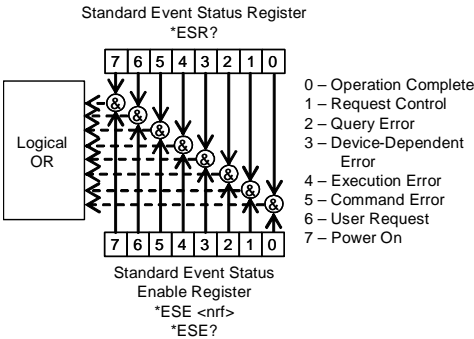 Standard Event Status Register
*ESR?
7 6 5 4 3 2 1 0
&
&
&
&
&
&
&
&
Logical
OR
7 6 5 4 3 2 1 0
Standard Event Status
Enable Register
*ESE <nrf>
*ESE?
0 – Operation Complete
1 – Request Control
2 – Query Error
3 – Device-Dependent
Error
4 – Execution Error
5 – Command Error
6 – User Request
7 – Power On